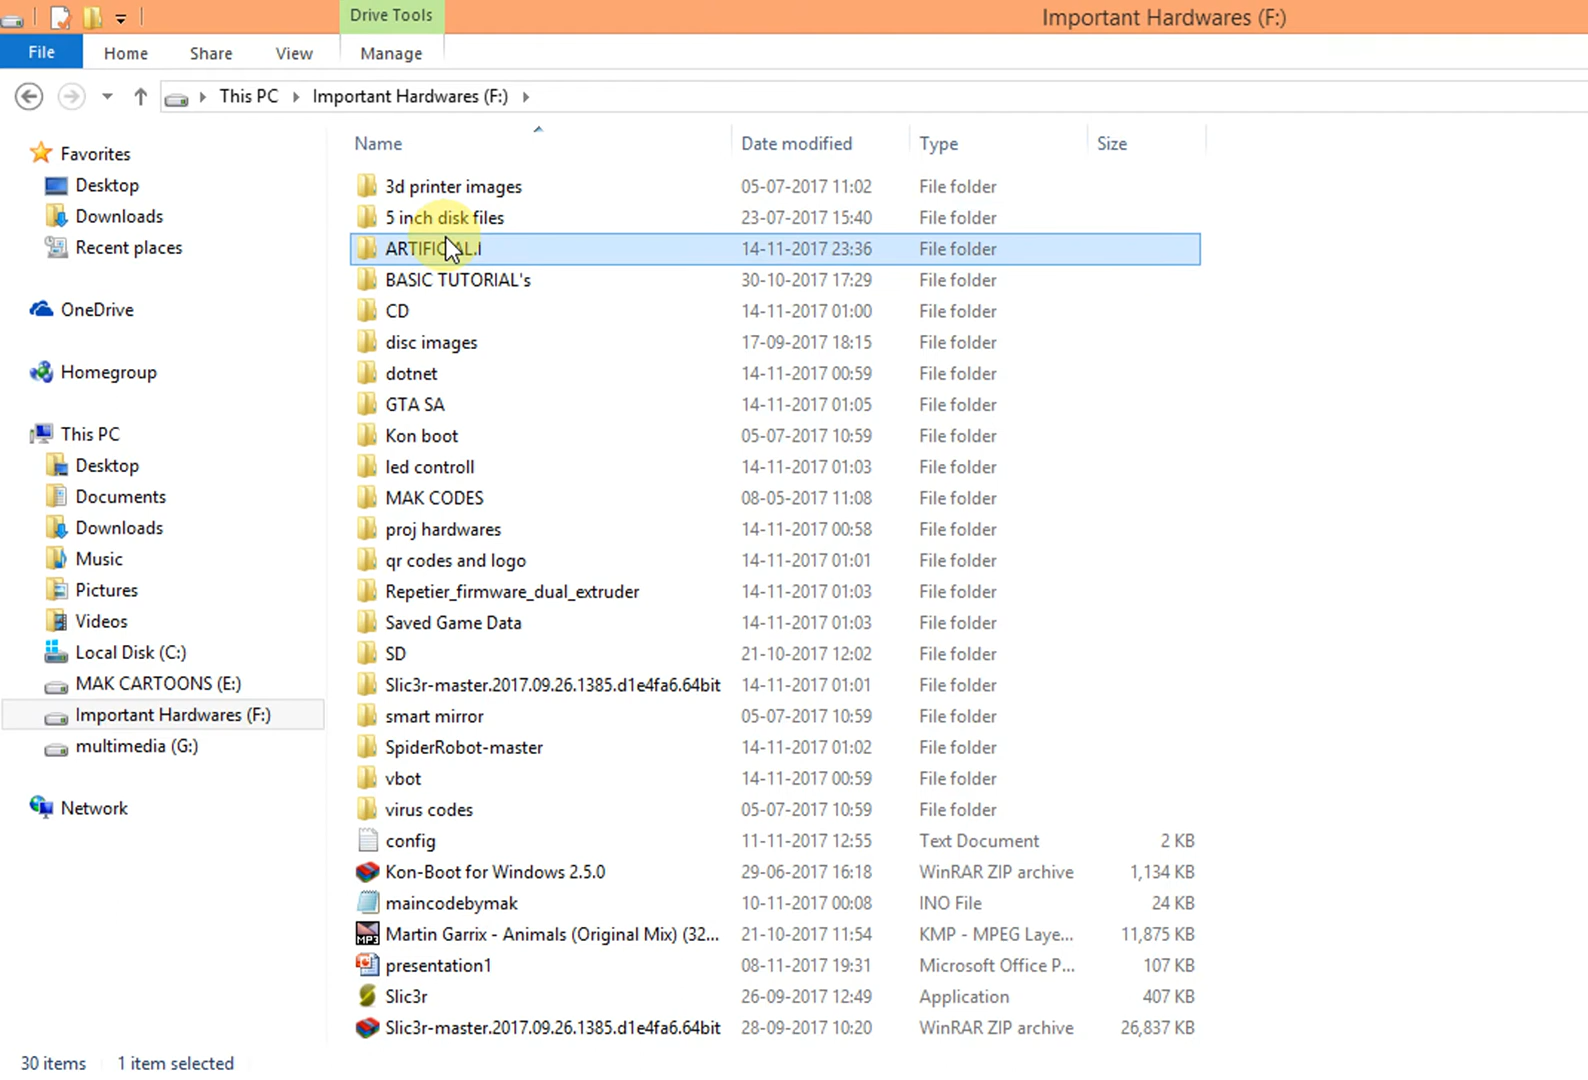 Drive Tools
Important Hardwares (F:)
File Home Share View Manage
This PC Important Hardwares (F:)
Name Date modified Type Size
Favorites
Desktop
Downloads
Recent places
OneDrive
Homegroup
This PC
Desktop
Documents
Downloads
Music
Pictures
Videos
Local Disk (C:)
MAK CARTOONS (E:)
Important Hardwares (F:)
multimedia (G:)
Network
3d printer images 05-07-2017 11:02 File folder
5 inch disk files 23-07-2017 15:40 File folder
ARTIFICIAL.I 14-11-2017 23:36 File folder
BASIC TUTORIAL's 30-10-2017 17:29 File folder
CD 14-11-2017 01:00 File folder
disc images 17-09-2017 18:15 File folder
dotnet 14-11-2017 00:59 File folder
GTA SA 14-11-2017 01:05 File folder
Kon boot 05-07-2017 10:59 File folder
led controll 14-11-2017 01:03 File folder
MAK CODES 08-05-2017 11:08 File folder
proj hardwares 14-11-2017 00:58 File folder
qr codes and logo 14-11-2017 01:01 File folder
Repetier_firmware_dual_extruder 14-11-2017 01:03 File folder
Saved Game Data 14-11-2017 01:03 File folder
SD 21-10-2017 12:02 File folder
Slic3r-master.2017.09.26.1385.d1e4fa6.64bit 14-11-2017 01:01 File folder
smart mirror 05-07-2017 10:59 File folder
SpiderRobot-master 14-11-2017 01:02 File folder
vbot 14-11-2017 00:59 File folder
virus codes 05-07-2017 10:59 File folder
config 11-11-2017 12:55 Text Document 2 KB
Kon-Boot for Windows 2.5.0 29-06-2017 16:18 WinRAR ZIP archive 1,134 KB
maincodebymak 10-11-2017 00:08 INO File 24 KB
MP3 Martin Garrix - Animals (Original Mix) (32... 21-10-2017 11:54 KMP - MPEG Laye... 11,875 KB
presentation1 08-11-2017 19:31 Microsoft Office P... 107 KB
Slic3r 26-09-2017 12:49 Application 407 KB
Slic3r-master.2017.09.26.1385.d1e4fa6.64bit 28-09-2017 10:20 WinRAR ZIP archive 26,837 KB
30 items 1 item selected